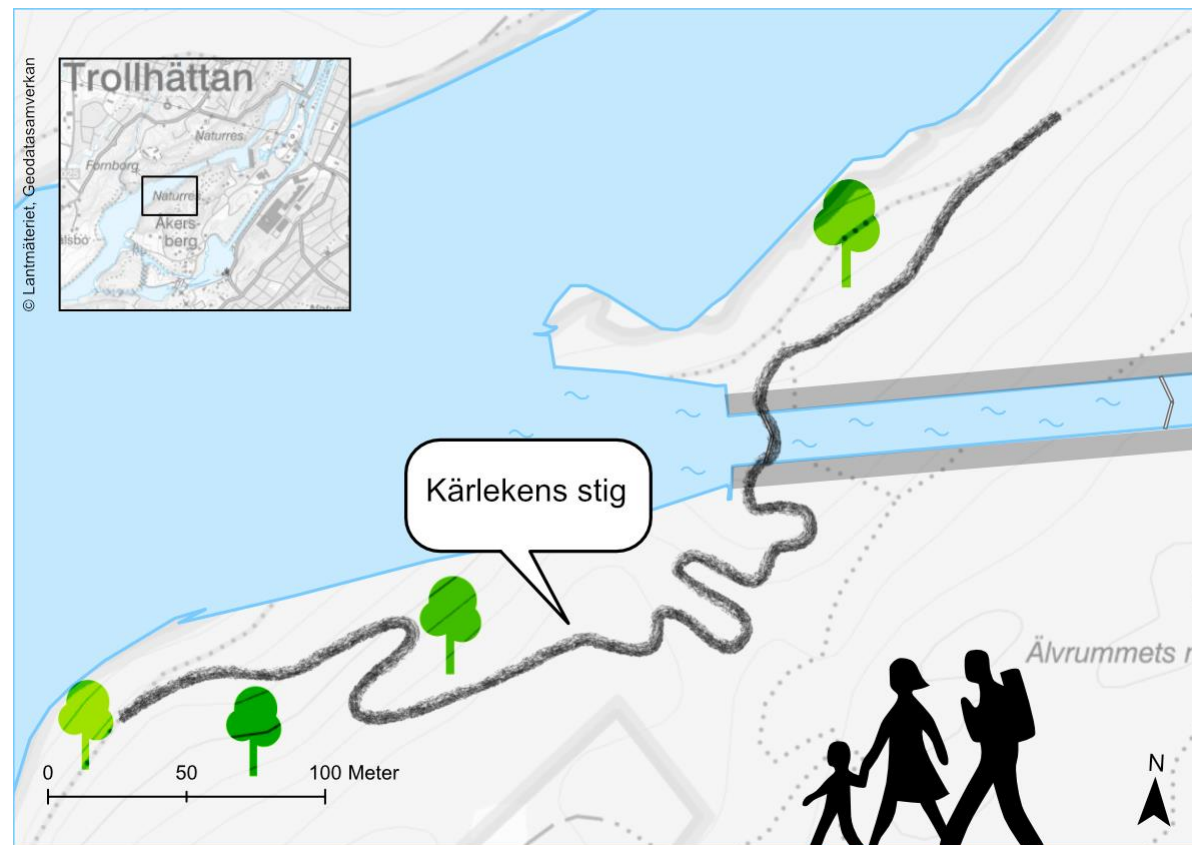 © Lantmäteriet, Geodatasamverkan
Trollhättan
Naturres.
Fornborg
Naturres.
Åkers-
berg
Kärlekens stig
Älvrummets
0 50 100 Meter
N